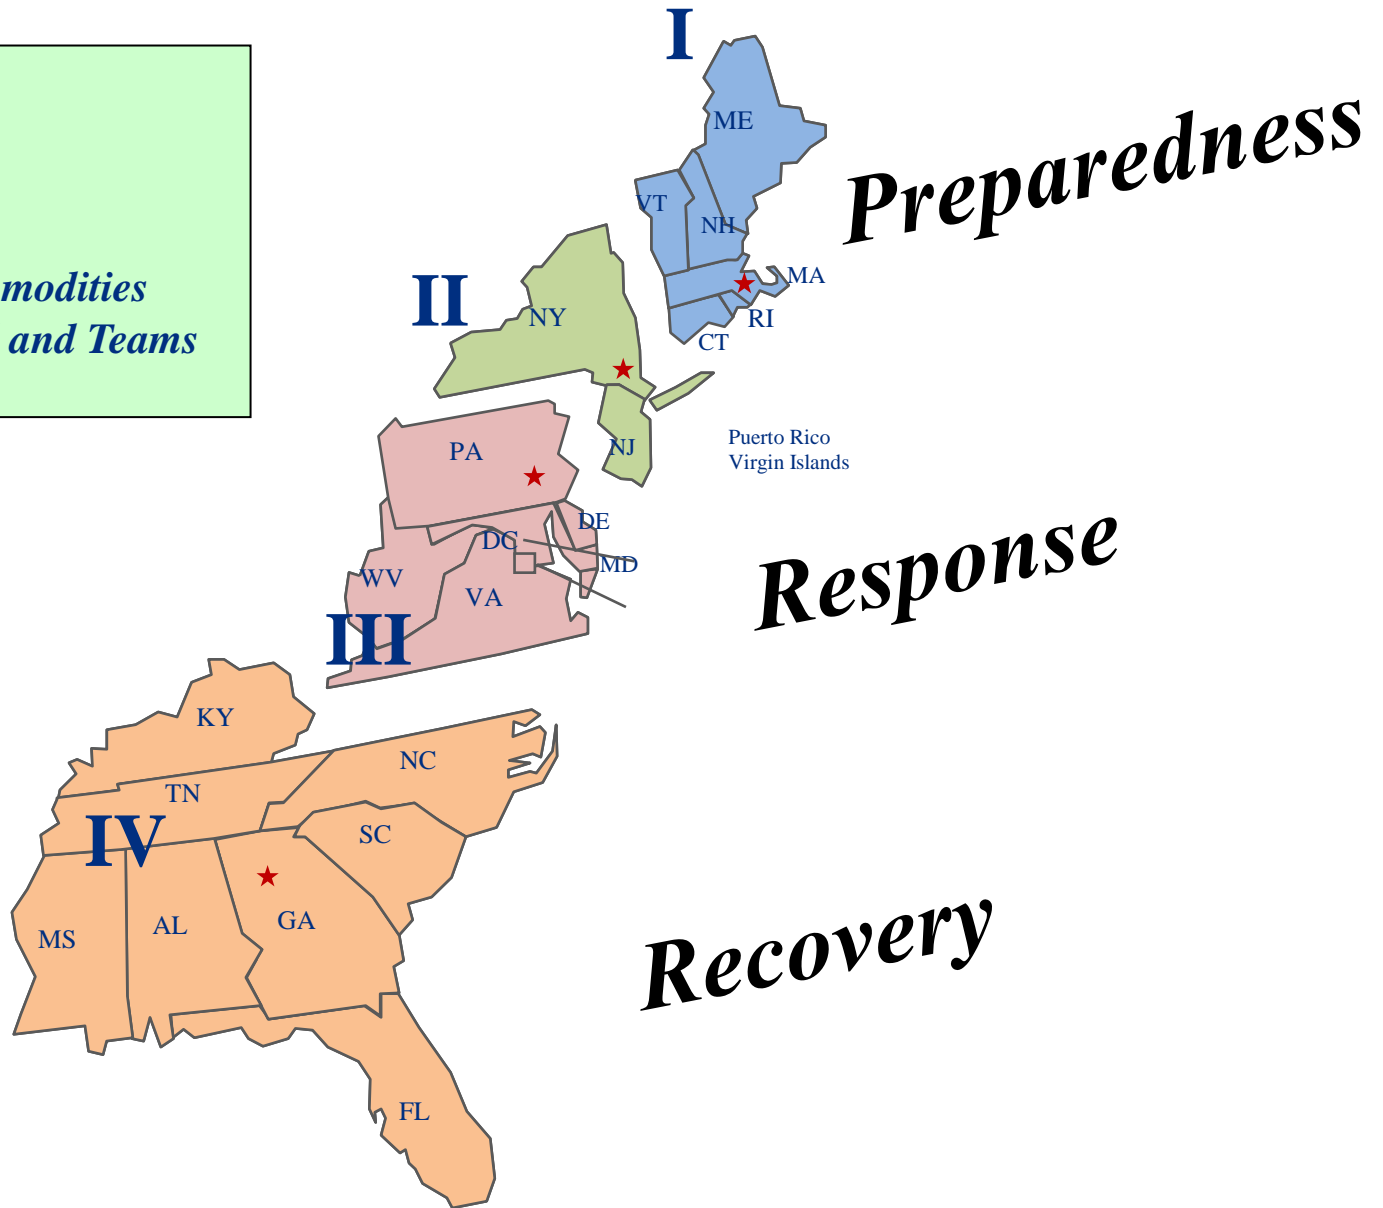 I
ME
Preparedness
VT
NH
MA
modities
II
NY
RI
and Teams
CT
Puerto Rico
NJ
PA
Virgin Islands
DE
DC
Response
MD
WV
VA
III
KY
NC
TN
IV
SC
GA
AL
MS
Recovery
FL